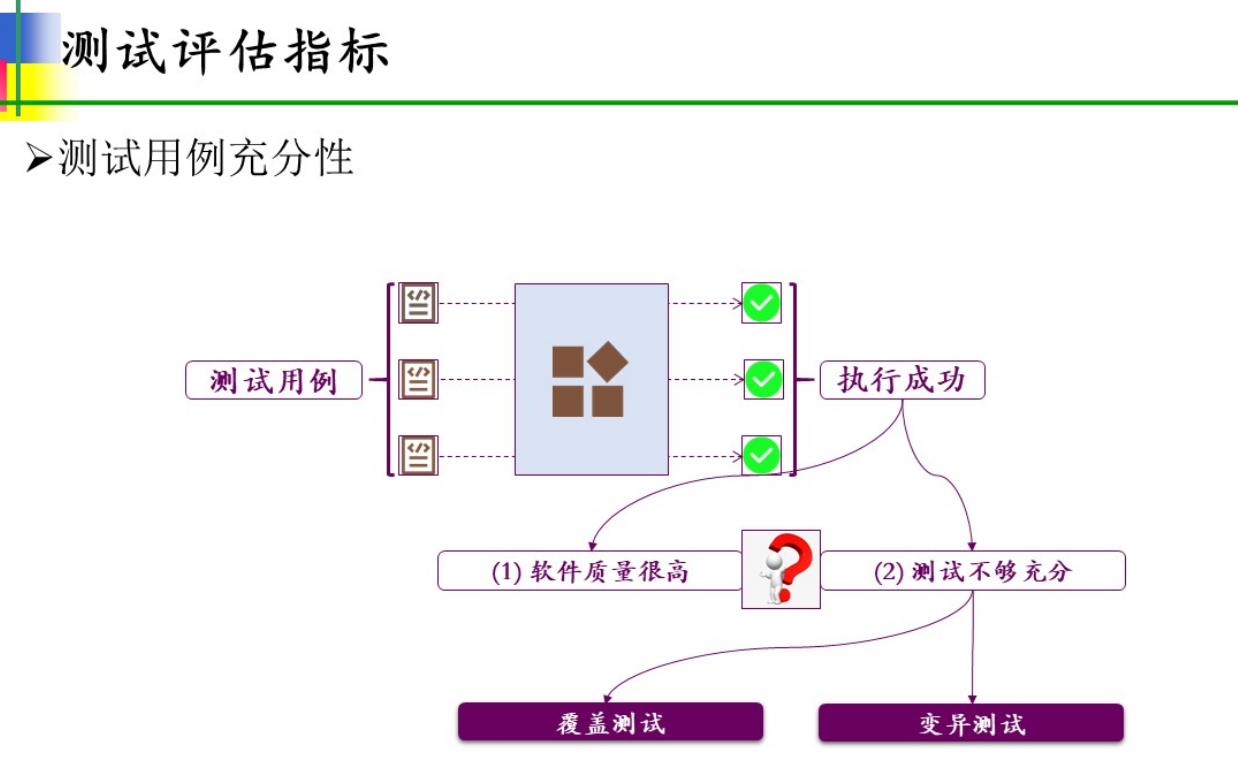 测试评估指标
➢测试用例充分性
测试用例
执行成功
(1) 软件质量很高
(2) 测试不够充分
覆盖测试
变异测试